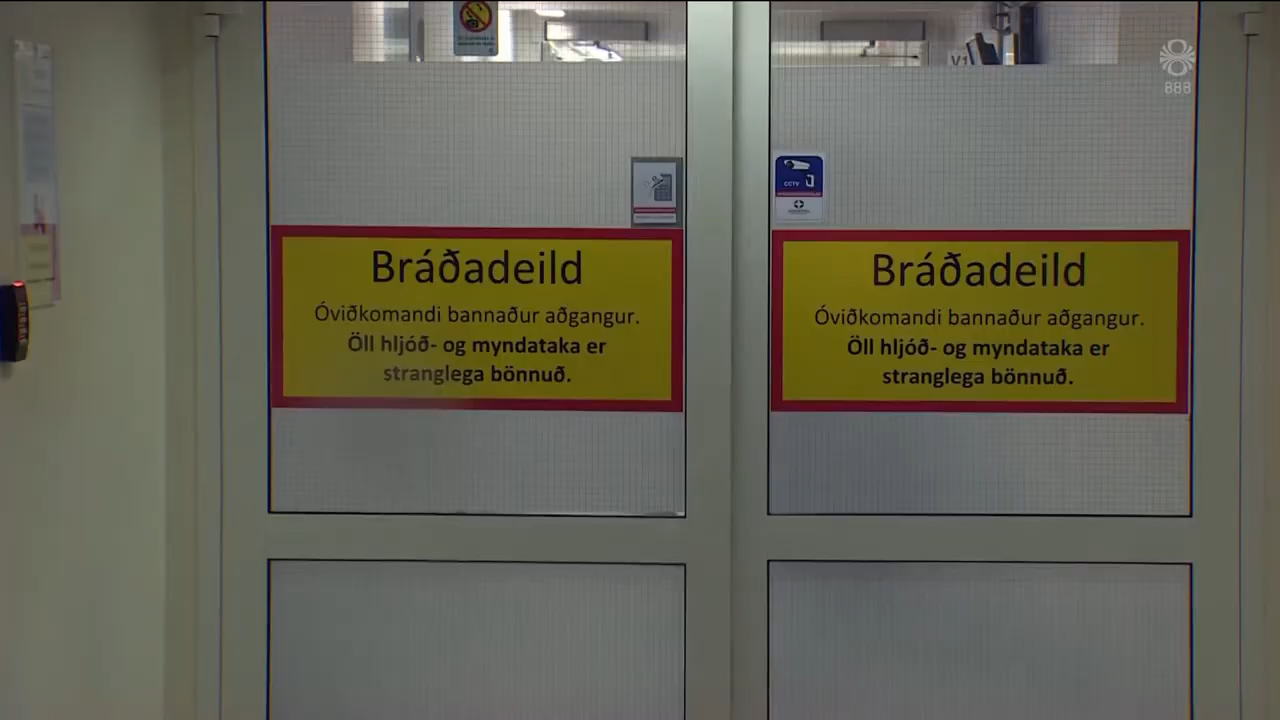 V1
888
CCTV
Bráðadeild
Óviðkomandi bannaður aðgangur.
Öll hljóð- og myndataka er
stranglega bönnuð.
Bráðadeild
Óviðkomandi bannaður aðgangur.
Öll hljóð- og myndataka er
stranglega bönnuð.